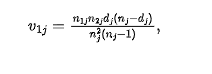 $v_{1j} = \frac{n_{1j} n_{2j} d_j (n_j - d_j)}{n_j^2 (n_j - 1)},$